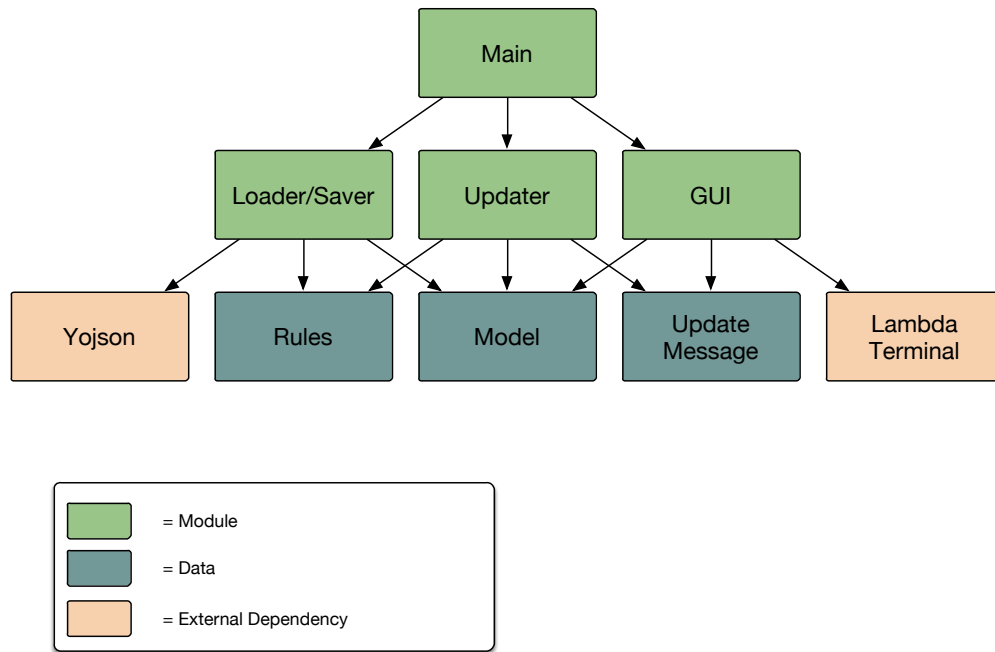 Main
Loader/Saver
Updater
GUI
Yojson
Rules
Model
Update
Message
Lambda
Terminal
= Module
= Data
= External Dependency